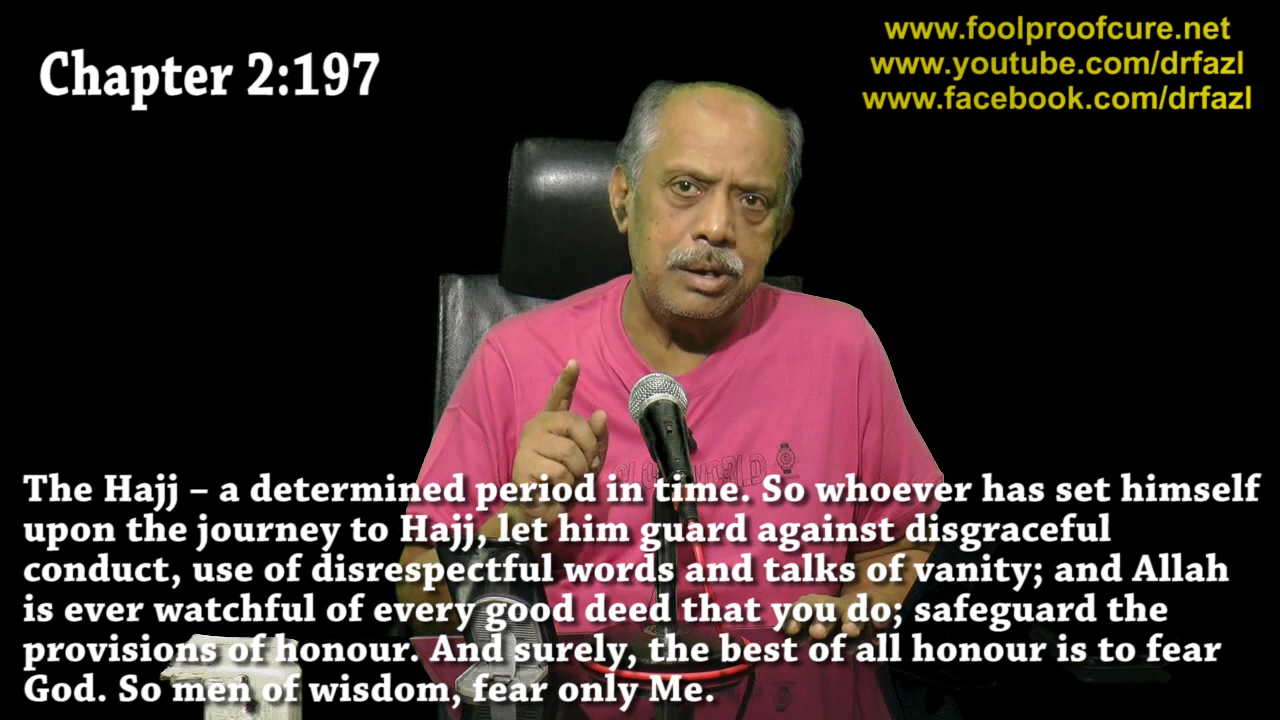 www.foolproofcure.net
www.youtube.com/drfazl
www.facebook.com/drfazl
Chapter 2:197
The Hajj – a determined period in time. So whoever has set himself
upon the journey to Hajj, let him guard against disgraceful
conduct, use of disrespectful words and talks of vanity; and Allah
is ever watchful of every good deed that you do; safeguard the
provisions of honour. And surely, the best of all honour is to fear
God. So men of wisdom, fear only Me.